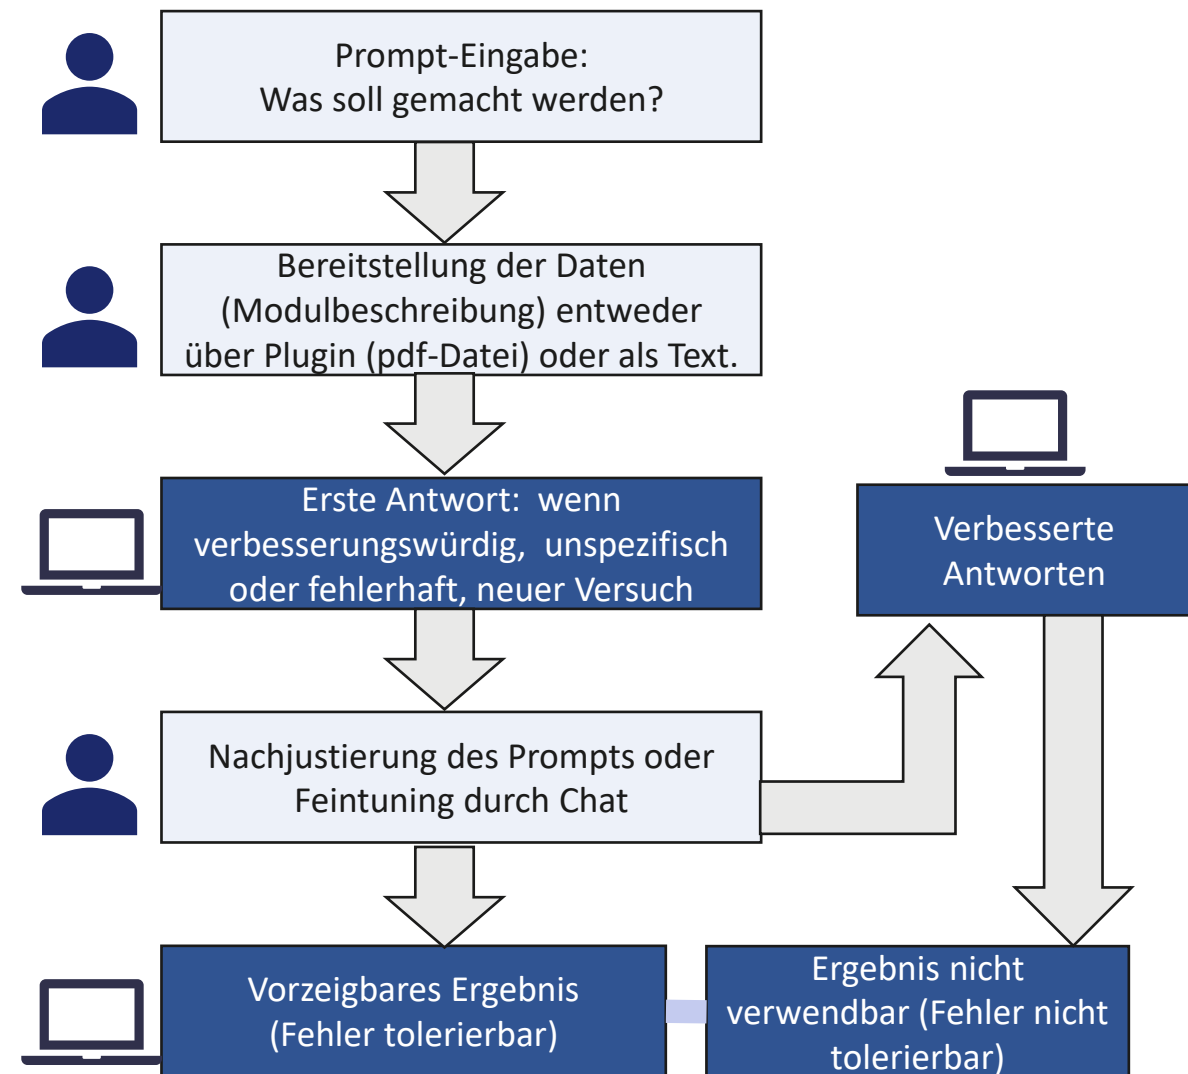 Prompt-Eingabe:
Was soll gemacht werden?
Bereitstellung der Daten
(Modulbeschreibung) entweder
über Plugin (pdf-Datei) oder als Text.
Erste Antwort:  wenn
verbesserungswürdig,  unspezifisch
oder fehlerhaft, neuer Versuch
Nachjustierung des Prompts oder
Feintuning durch Chat
Verbesserte
Antworten
Vorzeigbares Ergebnis
(Fehler tolerierbar)
Ergebnis nicht
verwendbar (Fehler nicht
tolerierbar)